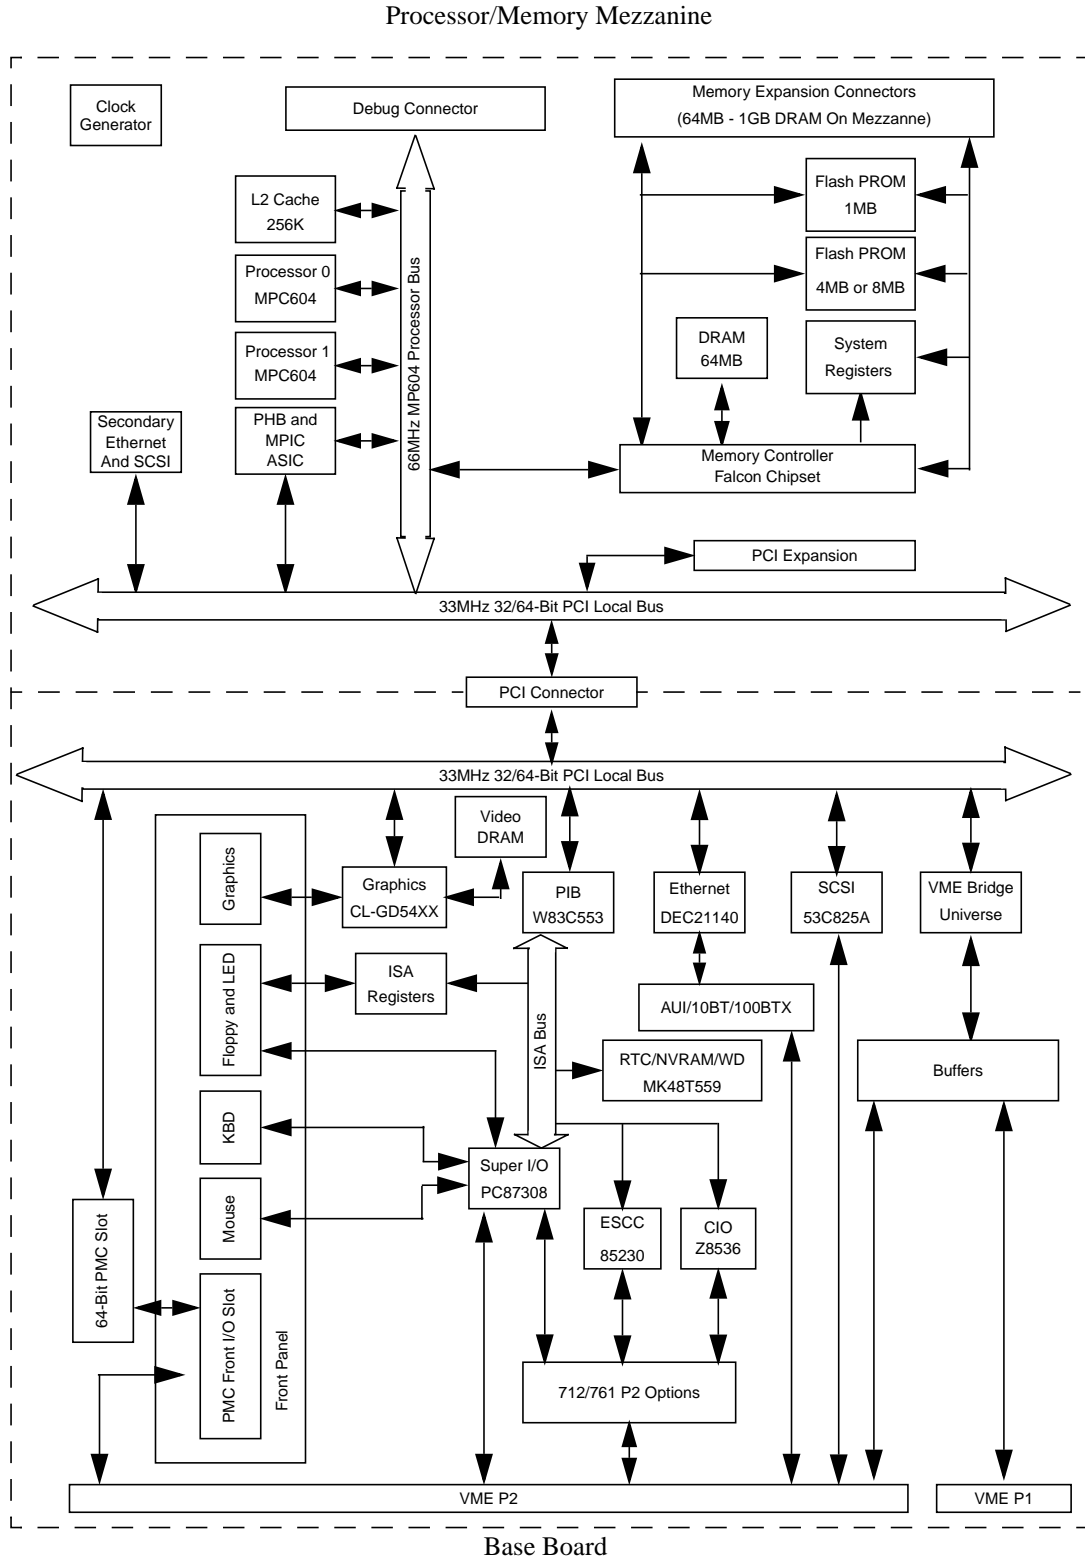 Processor/Memory Mezzanine
Clock
Generator
Debug Connector
Memory Expansion Connectors
(64MB - 1GB DRAM On Mezzanne)
L2 Cache
256K
Flash PROM
1MB
Processor 0
MPC604
Flash PROM
4MB or 8MB
Processor 1
MPC604
66MHz MP604 Processor Bus
DRAM
64MB
System
Registers
Secondary
Ethernet
And SCSI
PHB and
MPIC
ASIC
Memory Controller
Falcon Chipset
PCI Expansion
33MHz 32/64-Bit PCI Local Bus
PCI Connector
33MHz 32/64-Bit PCI Local Bus
Video
DRAM
Graphics
Graphics
CL-GD54XX
PIB
W83C553
Ethernet
DEC21140
SCSI
53C825A
VME Bridge
Universe
Floppy and LED
ISA
Registers
ISA Bus
AUI/10BT/100BTX
RTC/NVRAM/WD
MK48T559
Buffers
KBD
Super I/O
PC87308
Mouse
ESCC
85230
CIO
Z8536
64-Bit PMC Slot
PMC Front I/O Slot
Front Panel
712/761 P2 Options
VME P2
VME P1
Base Board